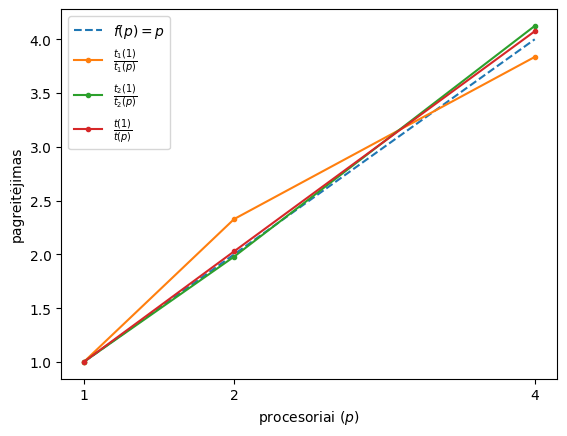 4.0
3.5
3.0
2.5
2.0
1.5
1.0
pagreitėjimas
f(p) = p
t₁(1)/t₁(p)
t₂(1)/t₂(p)
t(1)/t(p)
1 2 4
procesoriai (p)